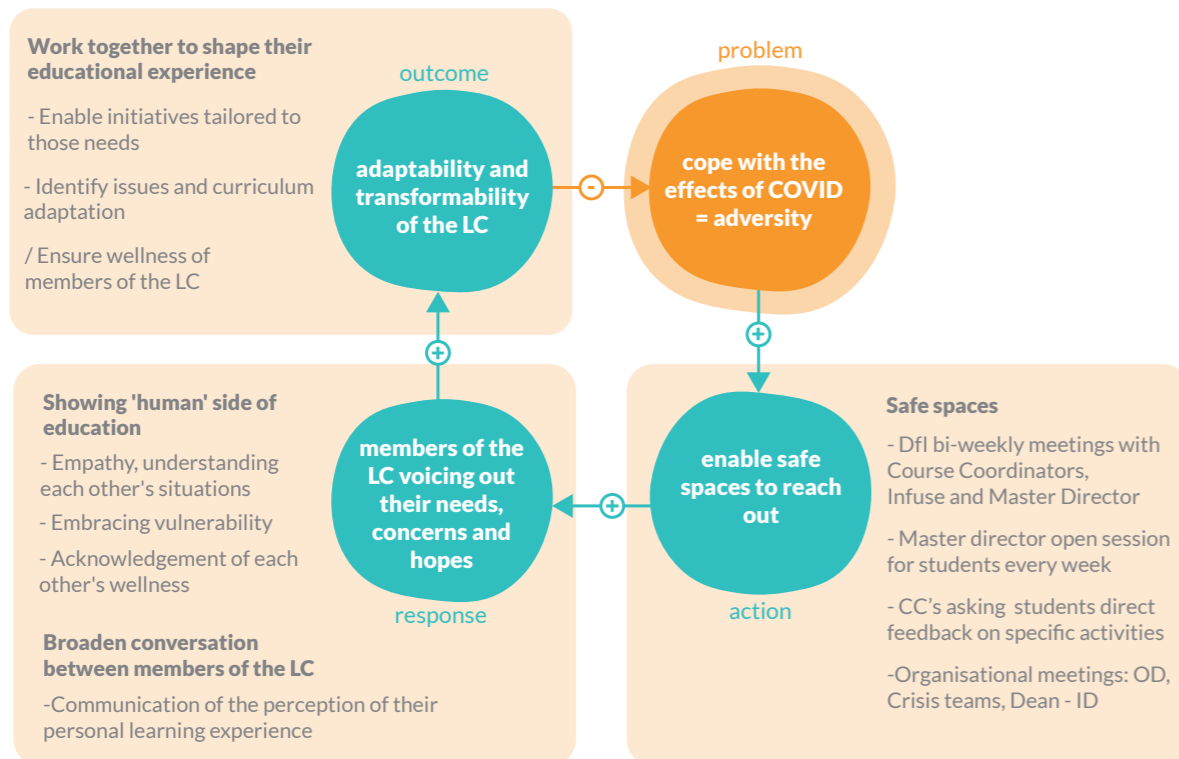 Work together to shape their
educational experience
- Enable initiatives tailored to
those needs
- Identify issues and curriculum
adaptation
/ Ensure wellness of
members of the LC
outcome
adaptability and
transformability
of the LC
-
problem
cope with the
effects of COVID
= adversity
+
+
Showing 'human' side of
education
- Empathy, understanding
each other's situations
- Embracing vulnerability
- Acknowledgement of each
other's wellness
Broaden conversation
between members of the LC
-Communication of the perception of their
personal learning experience
members of the
LC voicing out
their needs,
concerns and
hopes
response
+
enable safe
spaces to reach
out
action
Safe spaces
- DfI bi-weekly meetings with
Course Coordinators,
Infuse and Master Director
- Master director open session
for students every week
- CC’s asking students direct
feedback on specific activities
-Organisational meetings: OD,
Crisis teams, Dean - ID